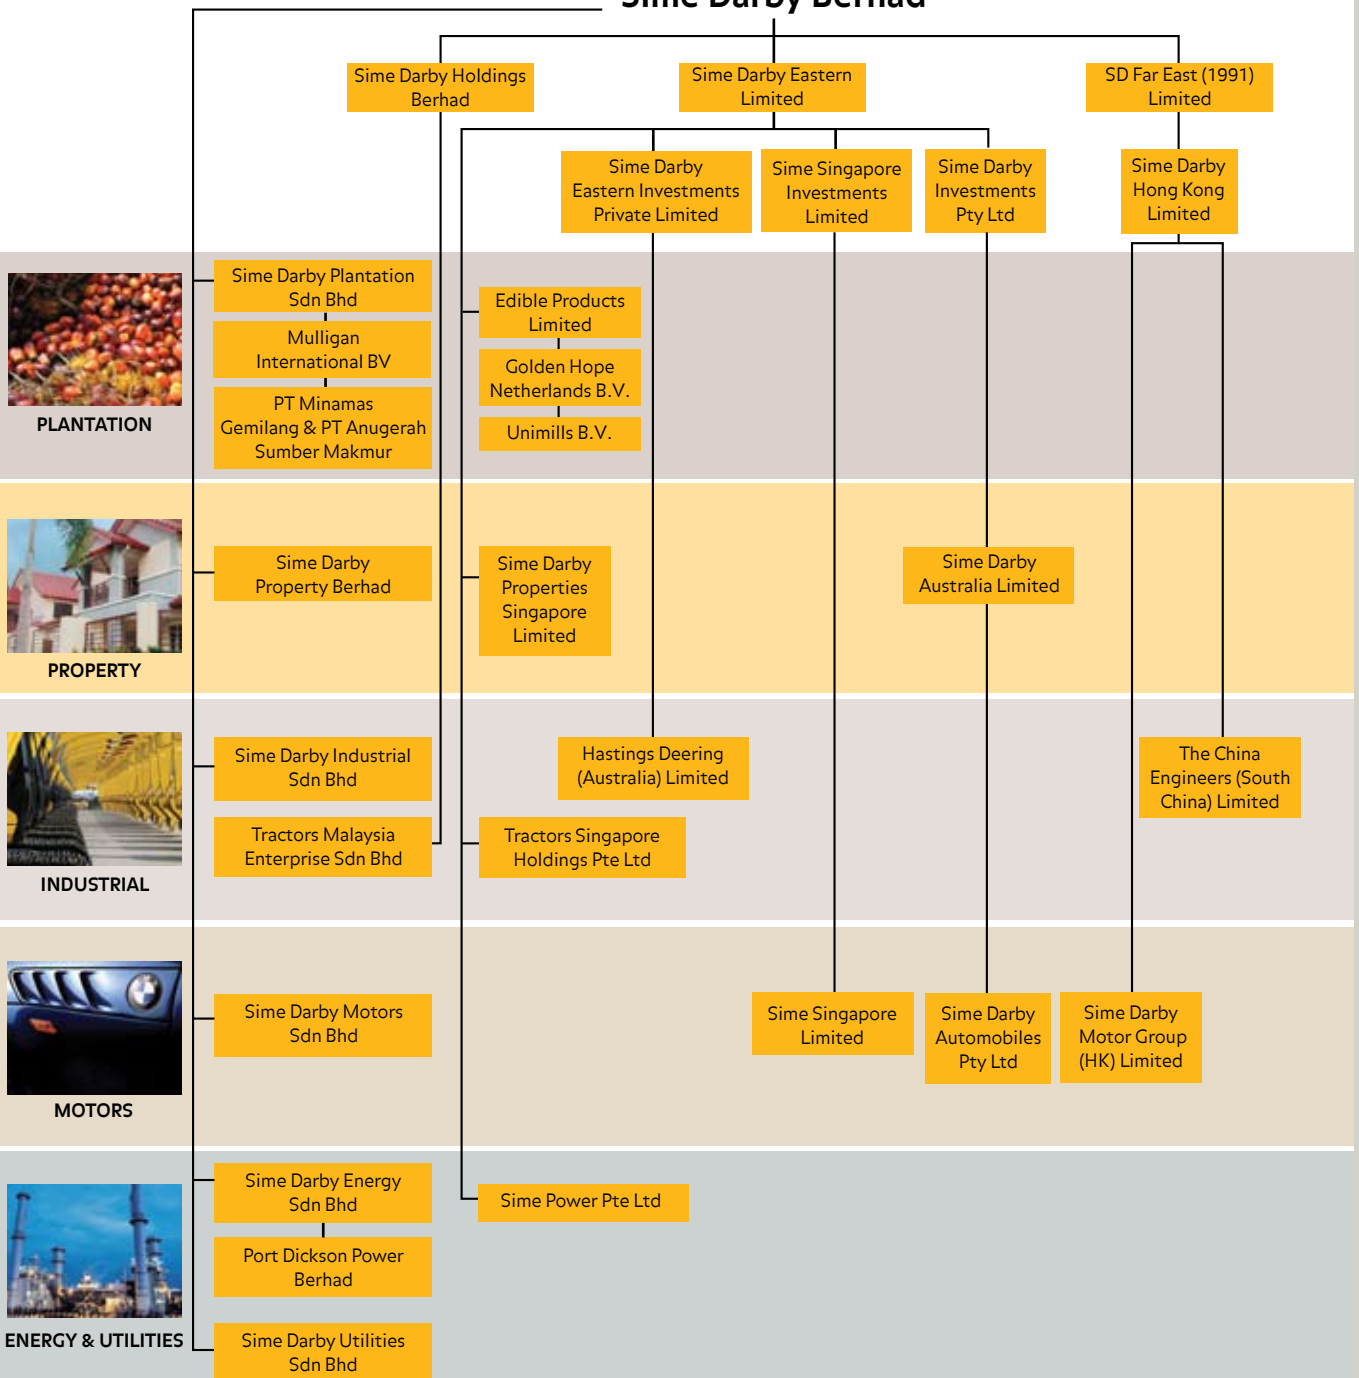 Sime Darby Berhad
Sime Darby Holdings
Berhad
Sime Darby Eastern
Limited
SD Far East (1991)
Limited
Sime Darby
Eastern Investments
Private Limited
Sime Singapore
Investments
Limited
Sime Darby
Investments
Pty Ltd
Sime Darby
Hong Kong
Limited
PLANTATION
Sime Darby Plantation
Sdn Bhd
Mulligan
International BV
PT Minamas
Gemilang & PT Anugerah
Sumber Makmur
Edible Products
Limited
Golden Hope
Netherlands B.V.
Unimills B.V.
PROPERTY
Sime Darby
Property Berhad
Sime Darby
Properties
Singapore
Limited
Sime Darby
Australia Limited
INDUSTRIAL
Sime Darby Industrial
Sdn Bhd
Tractors Malaysia
Enterprise Sdn Bhd
Hastings Deering
(Australia) Limited
Tractors Singapore
Holdings Pte Ltd
The China
Engineers (South
China) Limited
MOTORS
Sime Darby Motors
Sdn Bhd
Sime Singapore
Limited
Sime Darby
Automobiles
Pty Ltd
Sime Darby
Motor Group
(HK) Limited
ENERGY & UTILITIES
Sime Darby Energy
Sdn Bhd
Port Dickson Power
Berhad
Sime Darby Utilities
Sdn Bhd
Sime Power Pte Ltd